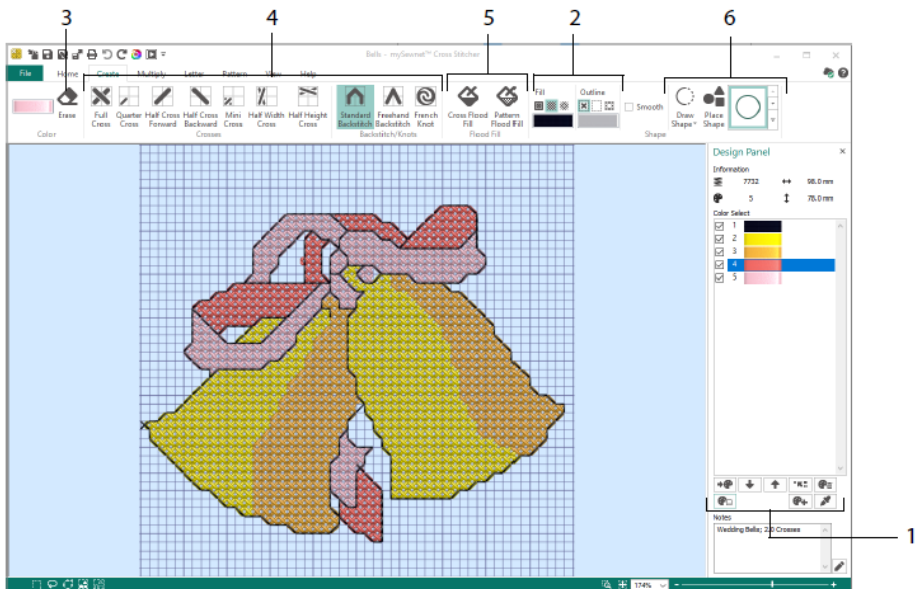 3 4 5 2 6
Bells - mySewnet™ Cross Stitcher
File Home Create Multiply Letter Pattern View Help
Fill Outline
Erase Full Cross Quarter Cross Half Cross Forward Half Cross Backward Mini Cross Half Width Cross Half Height Cross Standard Backstitch Freehand Backstitch French Knot Cross Flood Fill Pattern Flood Fill Smooth Draw Shape Place Shape
Color Crosses Backstitch/Knots Flood Fill Shape
Design Panel ×
Information
7732 98.0 mm
5 78.0 mm
Color Select
1
2
3
4
5
Notes
Wedding Bells; 2.0 Crosses
1
174%